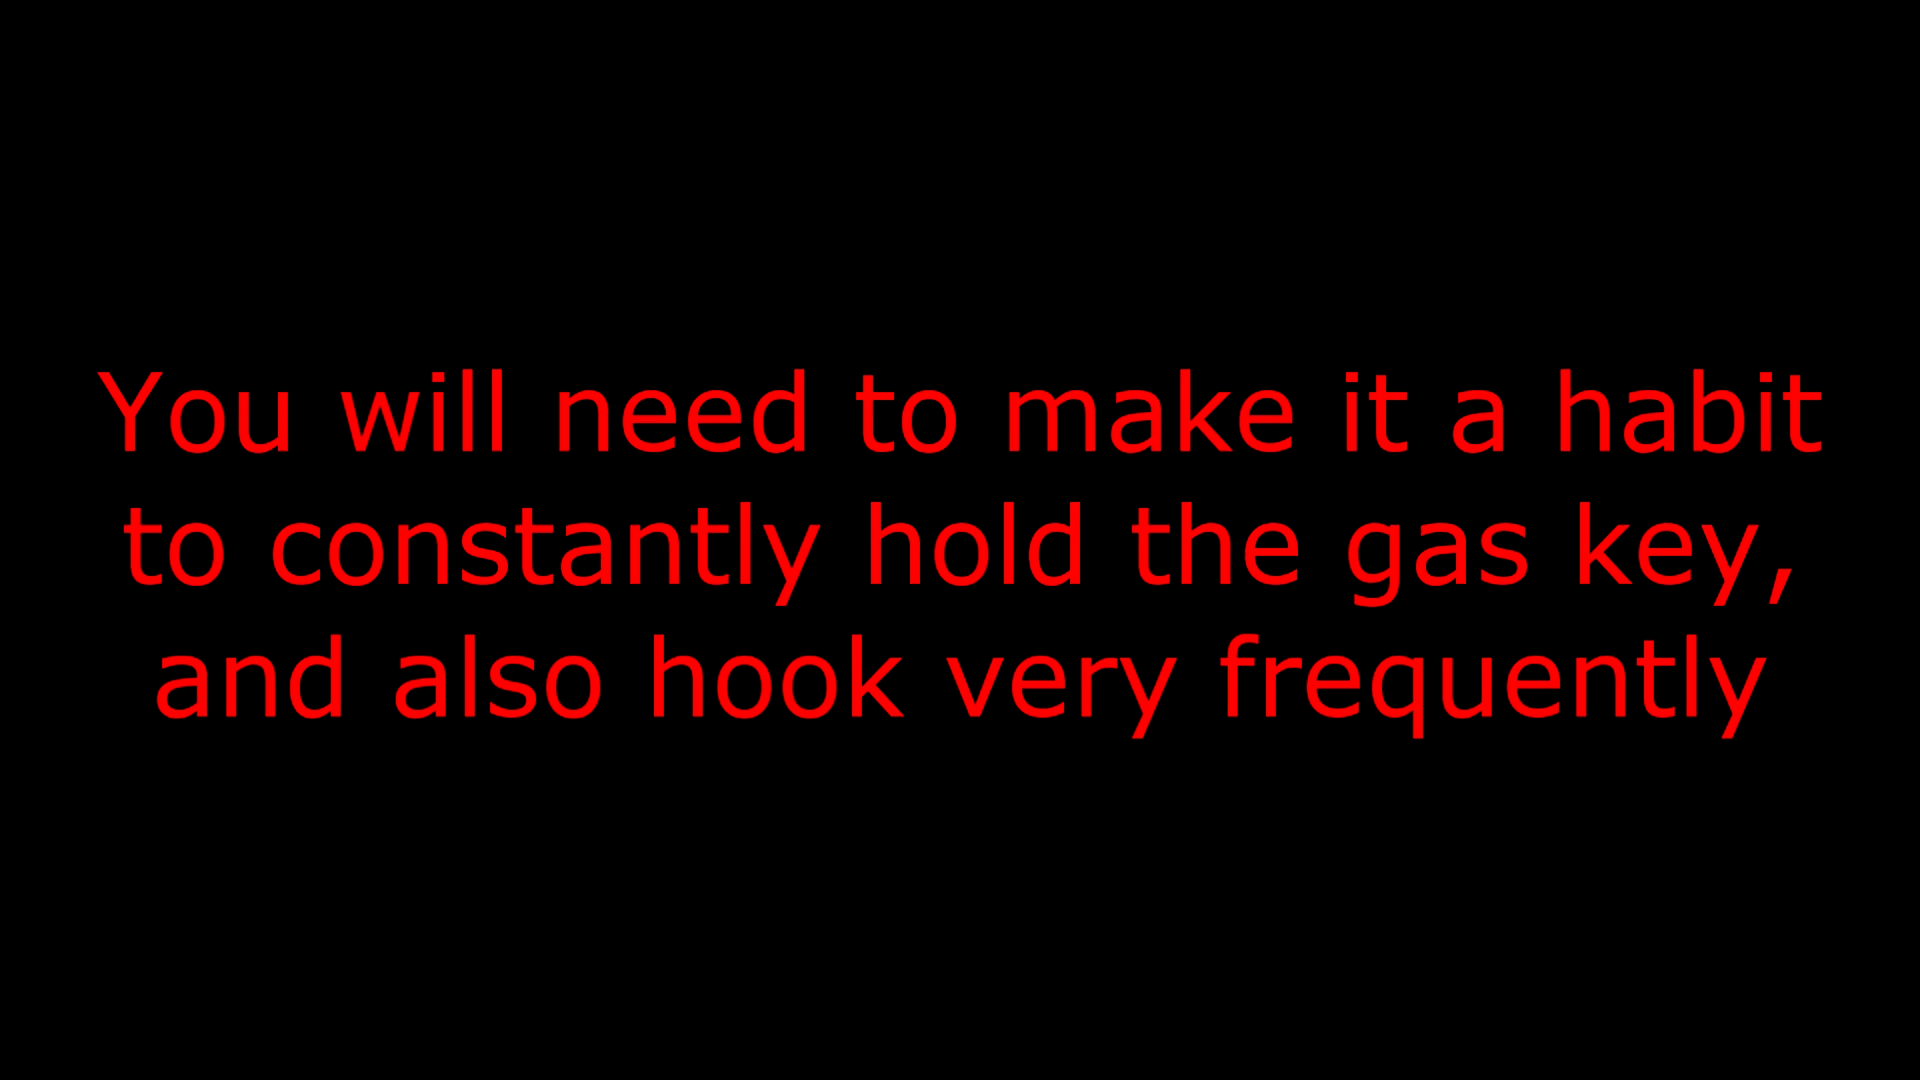 You will need to make it a habit
to constantly hold the gas key,
and also hook very frequently